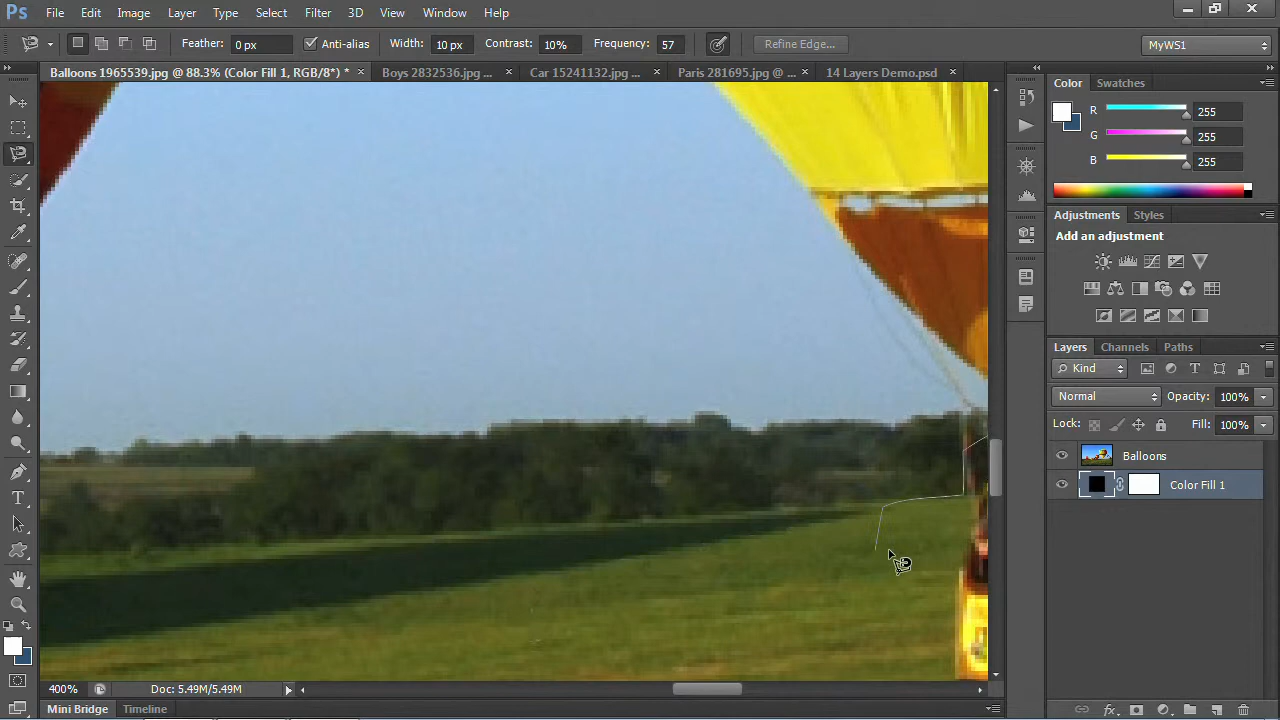 Ps File Edit Image Layer Type Select Filter 3D View Window Help
Feather: 0 px Anti-alias Width: 10 px Contrast: 10% Frequency: 57 Refine Edge... MyWS1
Balloons 1965539.jpg @ 88.3% (Color Fill 1, RGB/8*) * × Boys 2832536.jpg ... × Car 15241132.jpg ... × Paris 281695.jpg @ ... × 14 Layers Demo.psd ×
Color Swatches
R 255
G 255
B 255
Adjustments Styles
Add an adjustment
Layers Channels Paths
Kind
Normal Opacity: 100%
Lock: Fill: 100%
Balloons
Color Fill 1
400% Doc: 5.49M/5.49M
Mini Bridge Timeline